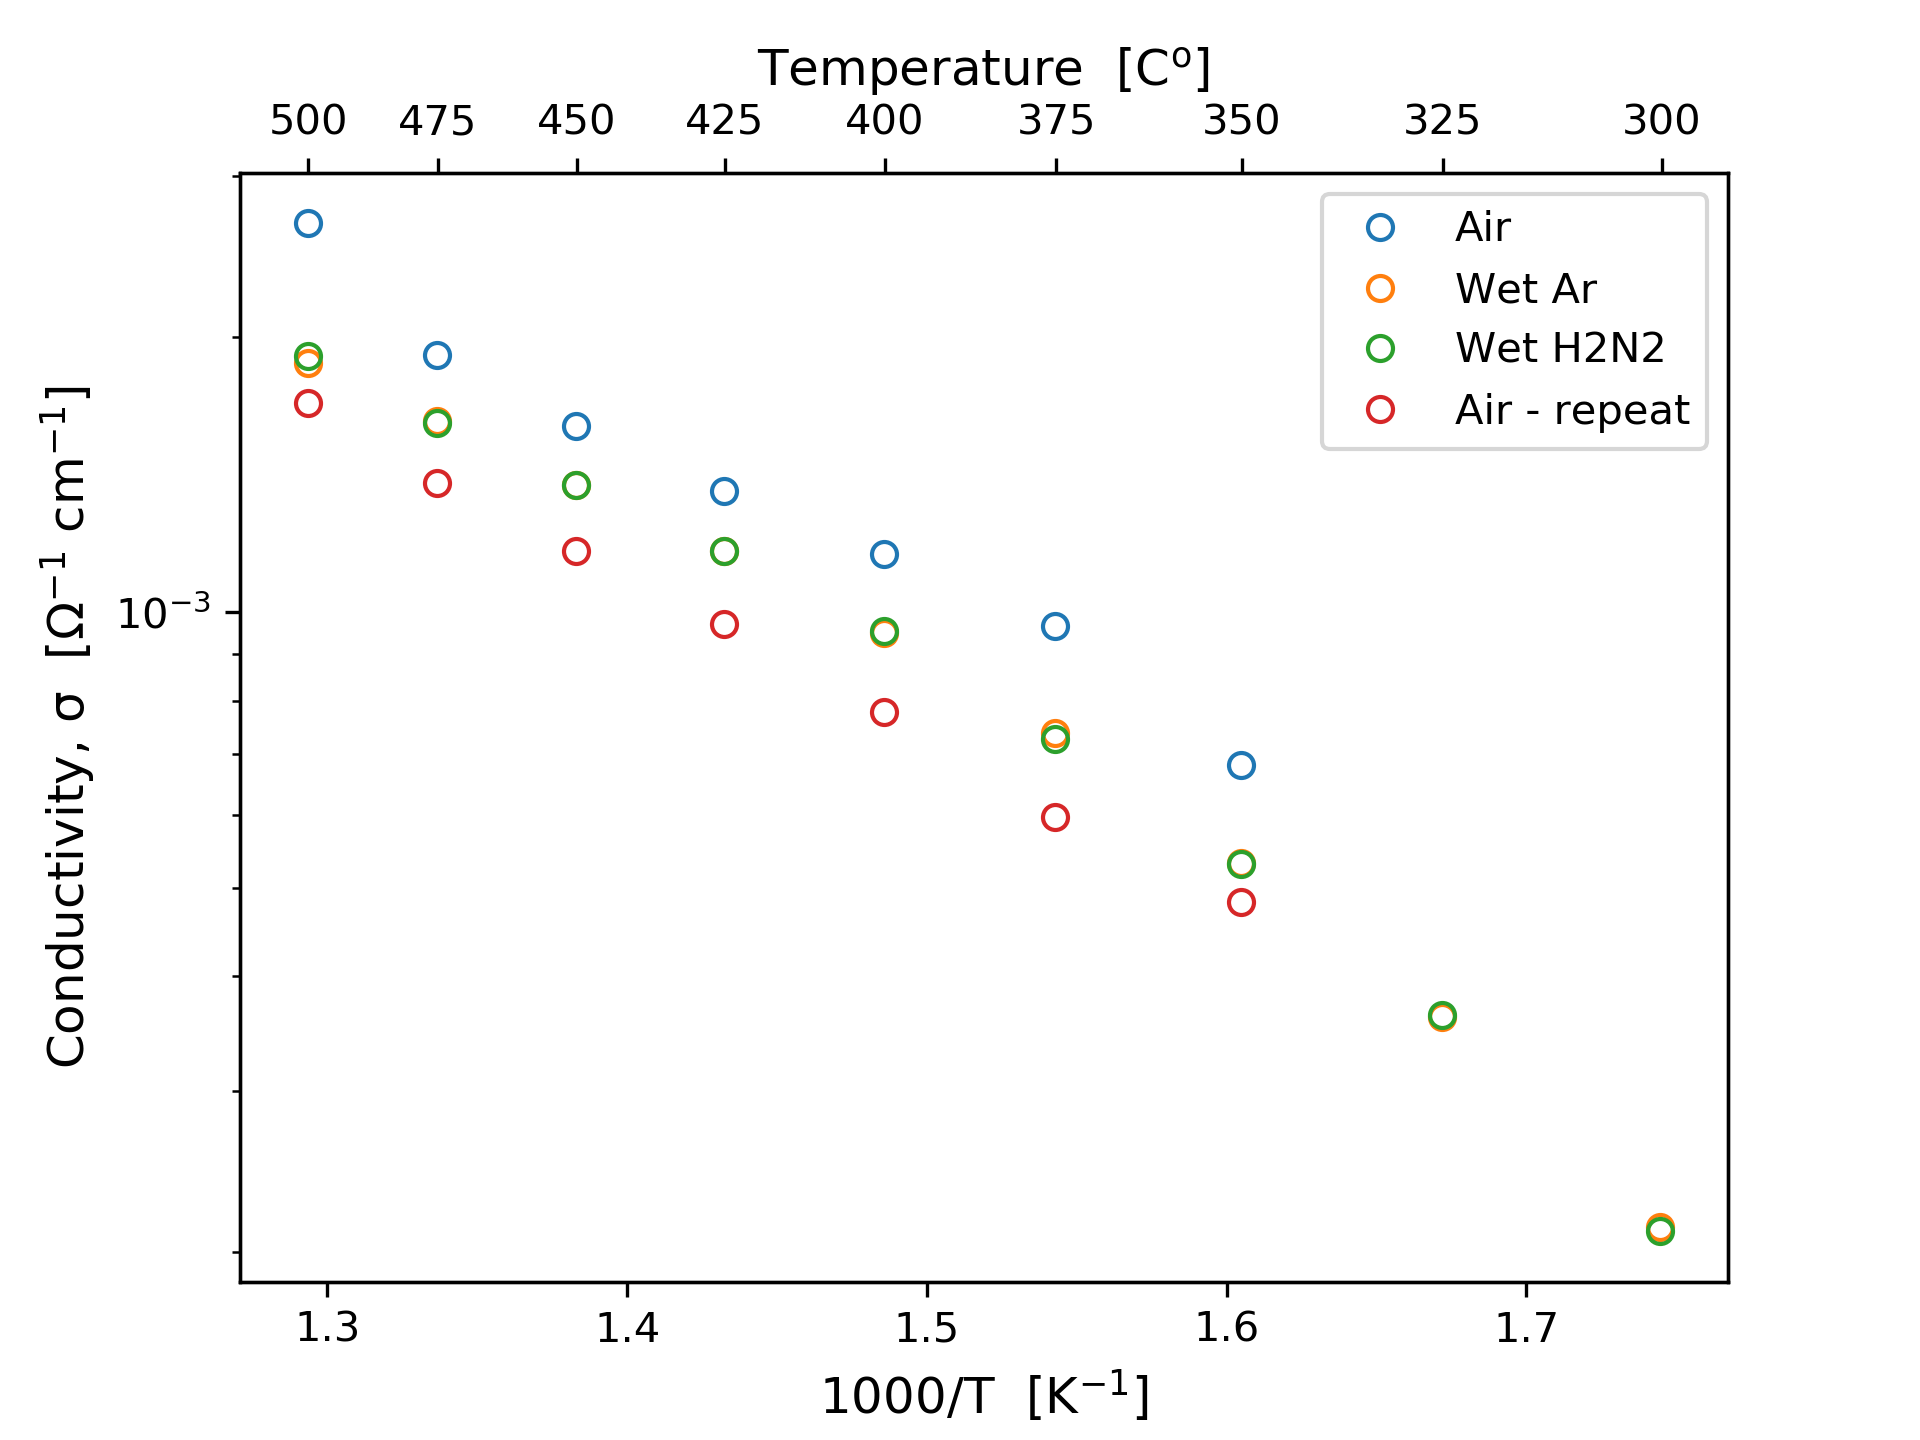 Temperature [Cᵒ]
500 475 450 425 400 375 350 325 300
Air
Wet Ar
Wet H2N2
Air - repeat
Conductivity, σ [Ω⁻¹ cm⁻¹]
10⁻³
1.3 1.4 1.5 1.6 1.7
1000/T [K⁻¹]